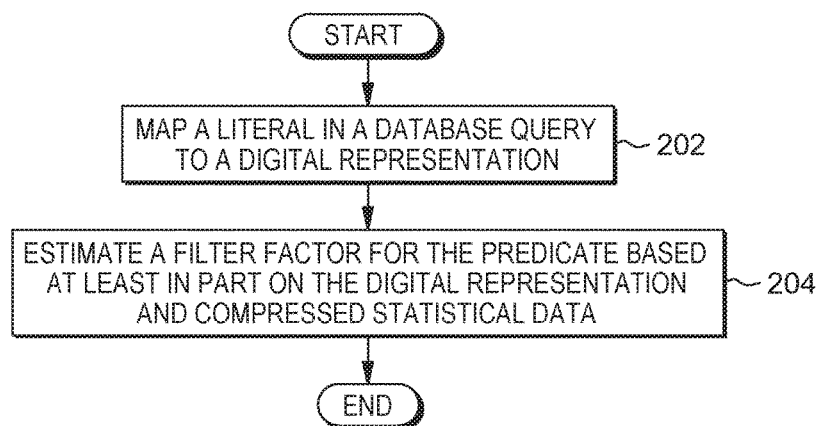 START
MAP A LITERAL IN A DATABASE QUERY
TO A DIGITAL REPRESENTATION
202
ESTIMATE A FILTER FACTOR FOR THE PREDICATE BASED
AT LEAST IN PART ON THE DIGITAL REPRESENTATION
AND COMPRESSED STATISTICAL DATA
204
END